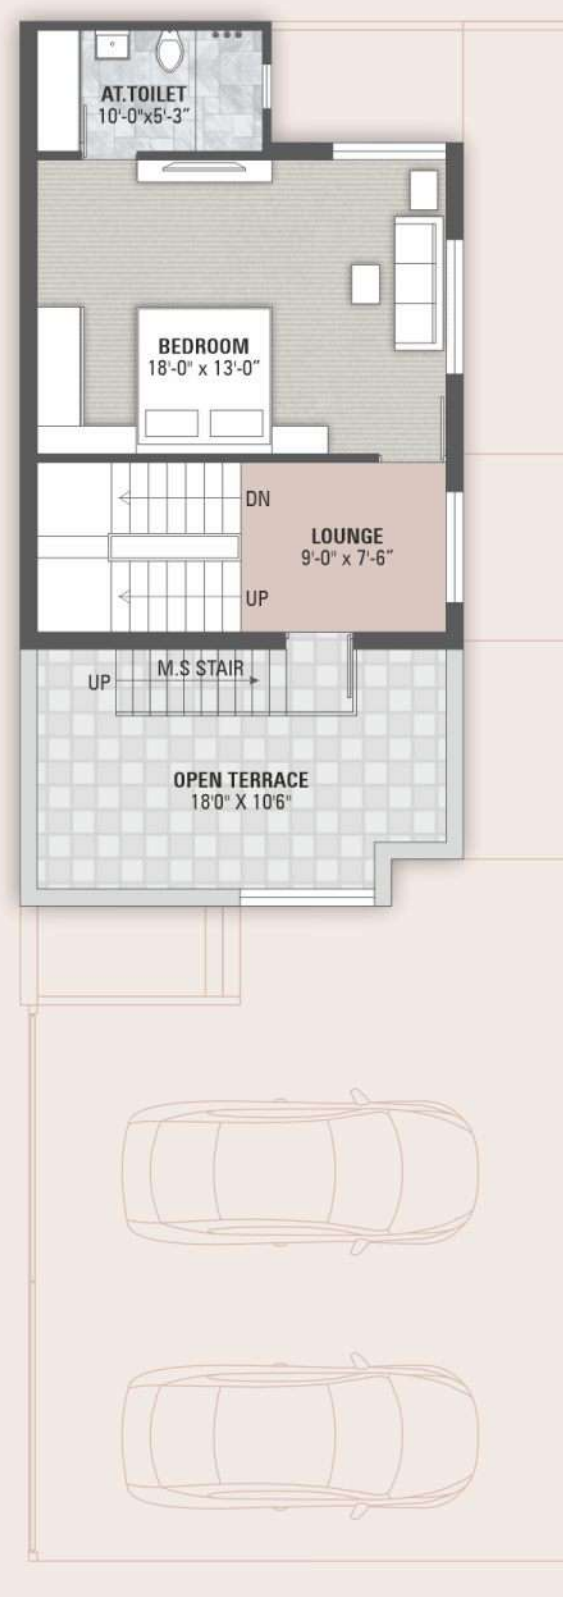 AT.TOILET
10'-0"x5'-3"
BEDROOM
18'-0" x 13'-0"
DN
LOUNGE
9'-0" x 7'-6"
UP
M.S STAIR
UP
OPEN TERRACE
18'0" X 10'6"